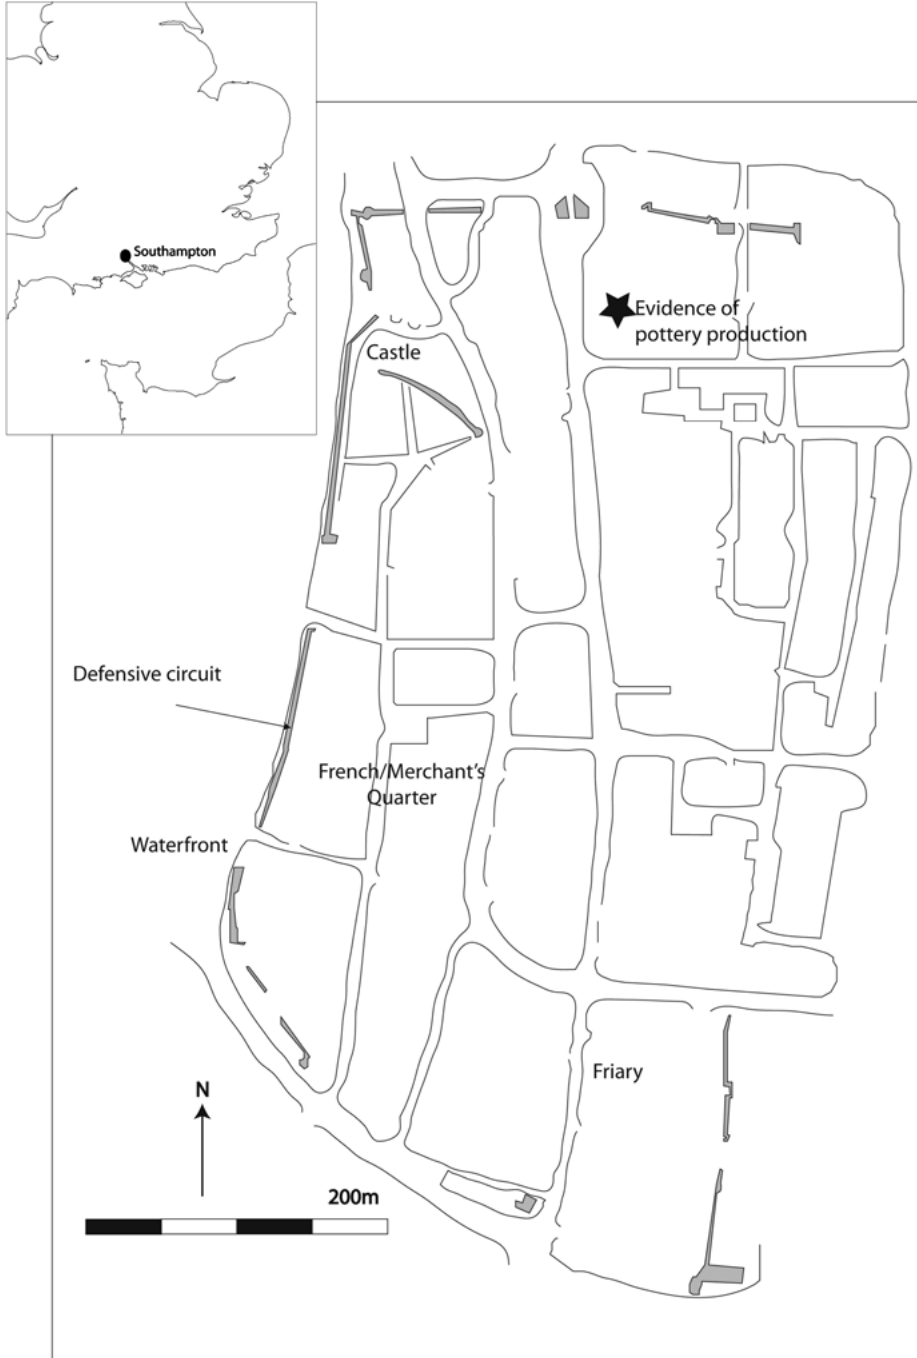 Southampton
Evidence of
pottery production
Castle
Defensive circuit
French/Merchant's
Quarter
Waterfront
Friary
N
200m